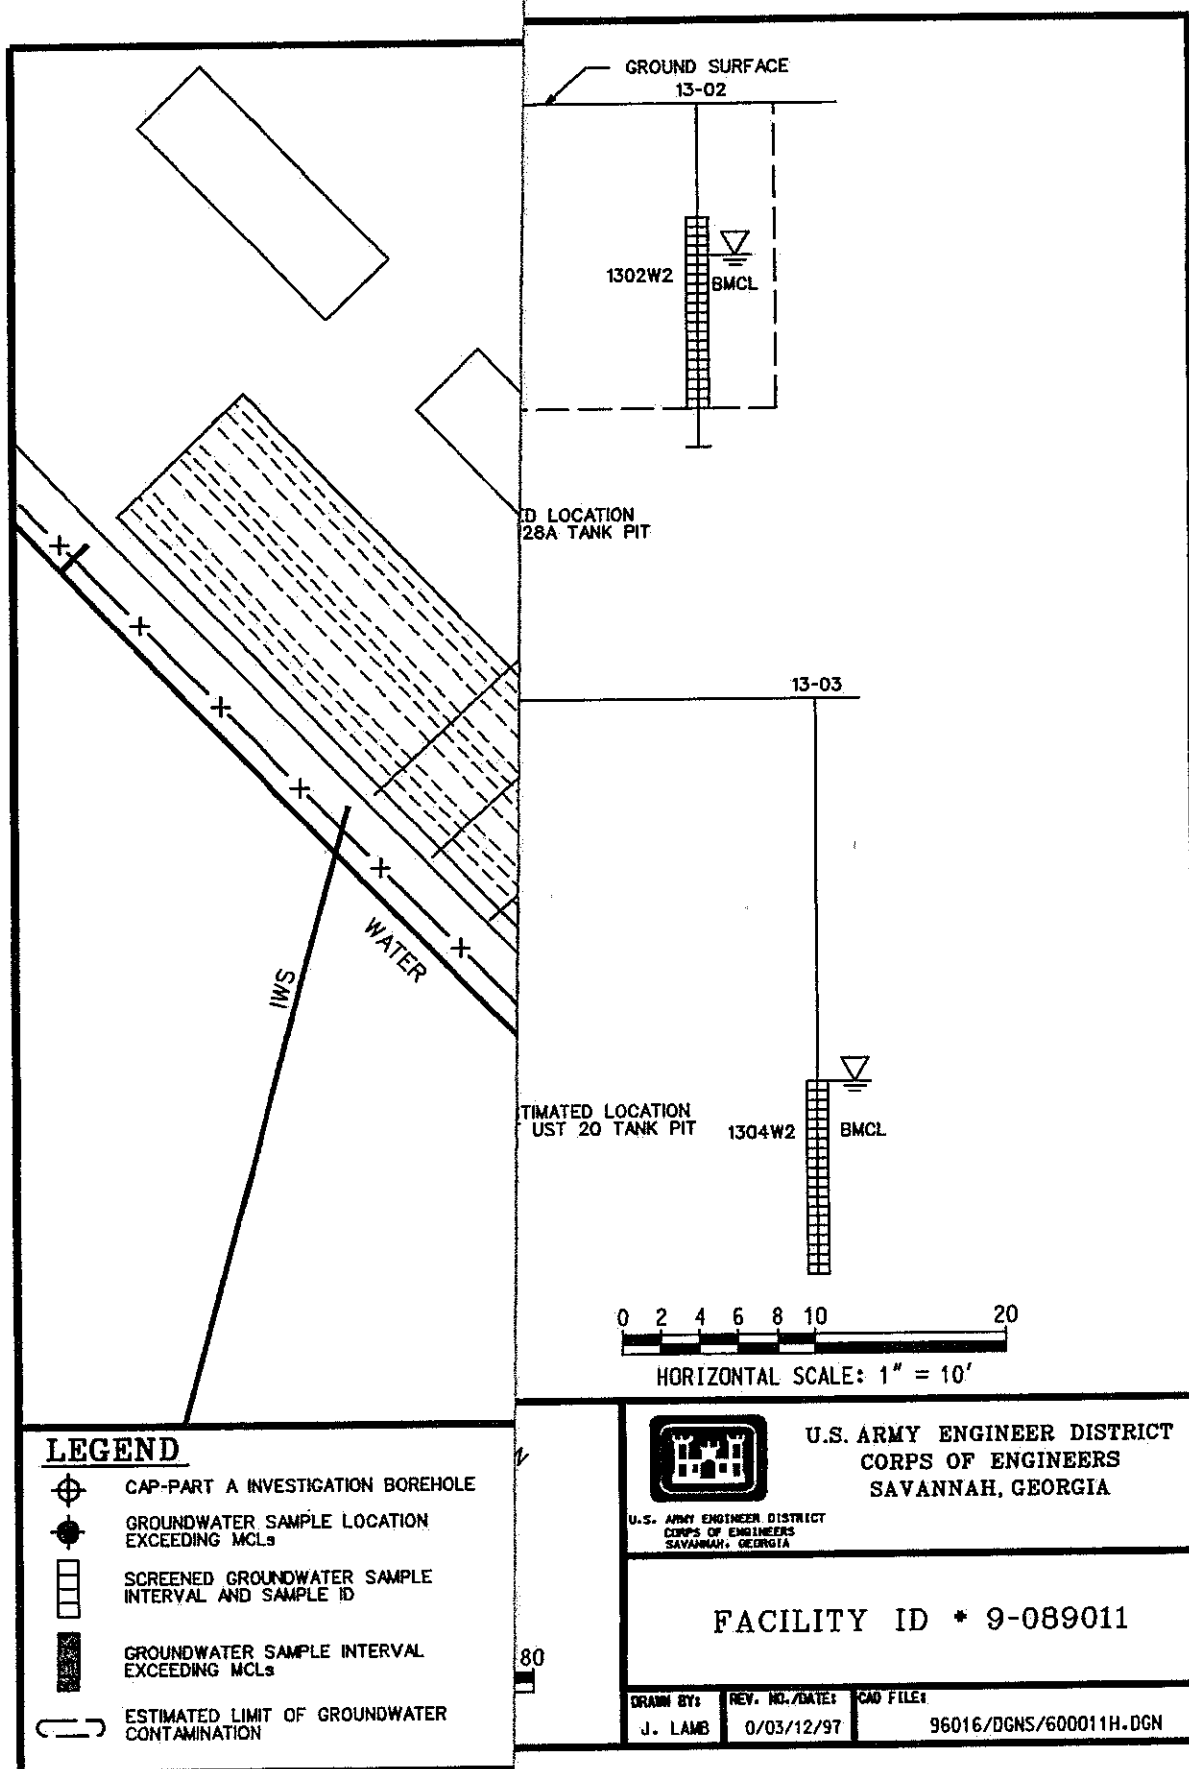 GROUND SURFACE
13-02
1302W2
BMCL
D LOCATION
28A TANK PIT
13-03
WATER
IWS
TIMATED LOCATION
UST 20 TANK PIT
1304W2
BMCL
0 2 4 6 8 10 20
HORIZONTAL SCALE: 1" = 10'
LEGEND
CAP-PART A INVESTIGATION BOREHOLE
GROUNDWATER SAMPLE LOCATION
EXCEEDING MCLs
SCREENED GROUNDWATER SAMPLE
INTERVAL AND SAMPLE ID
GROUNDWATER SAMPLE INTERVAL
EXCEEDING MCLs
ESTIMATED LIMIT OF GROUNDWATER
CONTAMINATION
80
U.S. ARMY ENGINEER DISTRICT
CORPS OF ENGINEERS
SAVANNAH, GEORGIA
U.S. ARMY ENGINEER DISTRICT
CORPS OF ENGINEERS
SAVANNAH, GEORGIA
FACILITY ID * 9-089011
DRAWN BY:
J. LAMB
REV. NO./DATE:
0/03/12/97
CAD FILE:
96016/DGNS/600011H.DGN